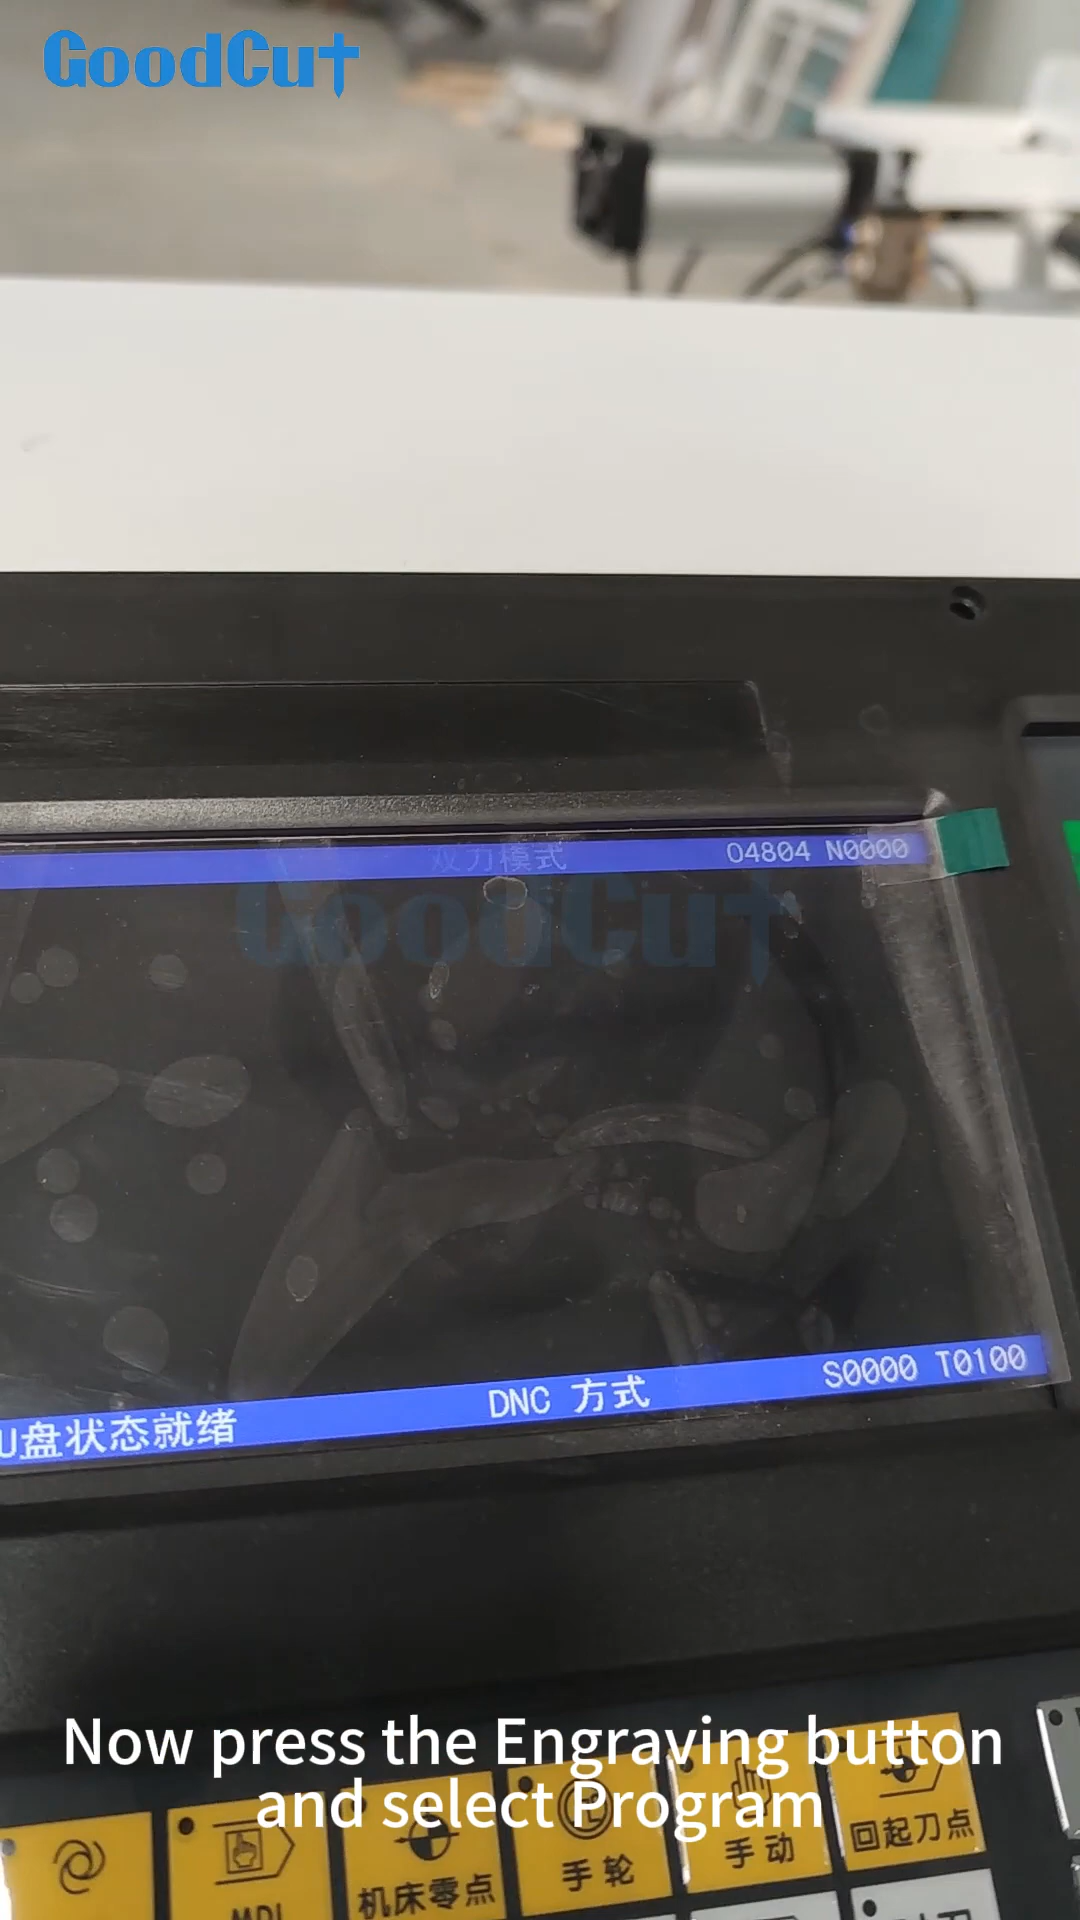 GoodCut
双刀模式
O4804 N0000
GoodCut
U盘状态就绪
DNC 方式
S0000 T0100
Now press the Engraving button
and select Program
MDI
机床零点
手轮
手动
回起刀点